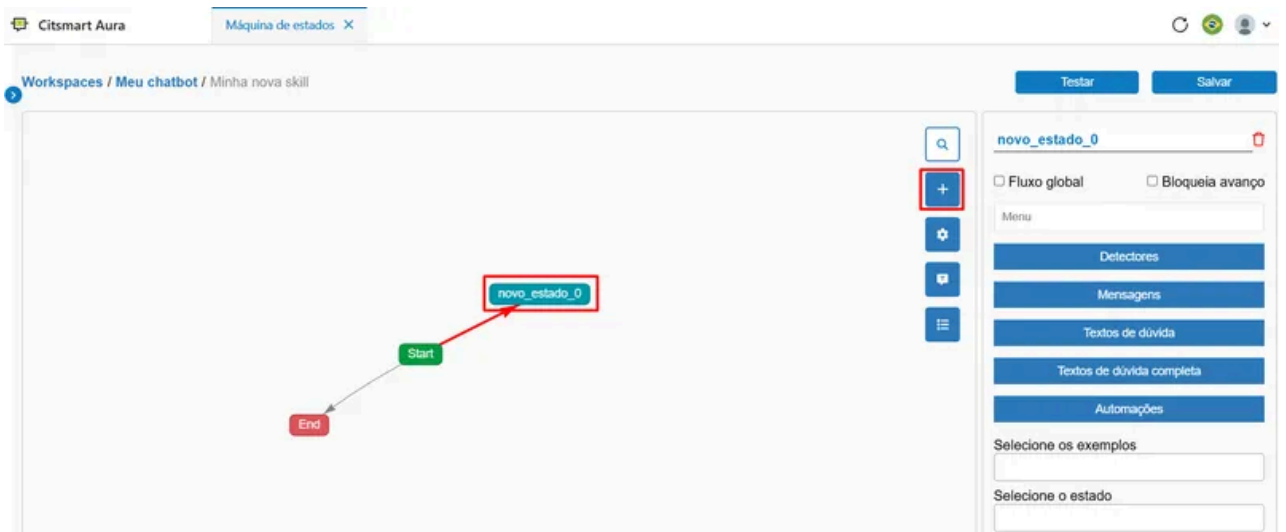 Citsmart Aura
Máquina de estados
Workspaces / Meu chatbot / Minha nova skill
Testar
Salvar
novo_estado_0
Fluxo global
Bloqueia avanço
Menu
Detectores
Mensagens
novo_estado_0
Textos de dúvida
Start
Textos de dúvida completa
Automações
End
Selecione os exemplos
Selecione o estado